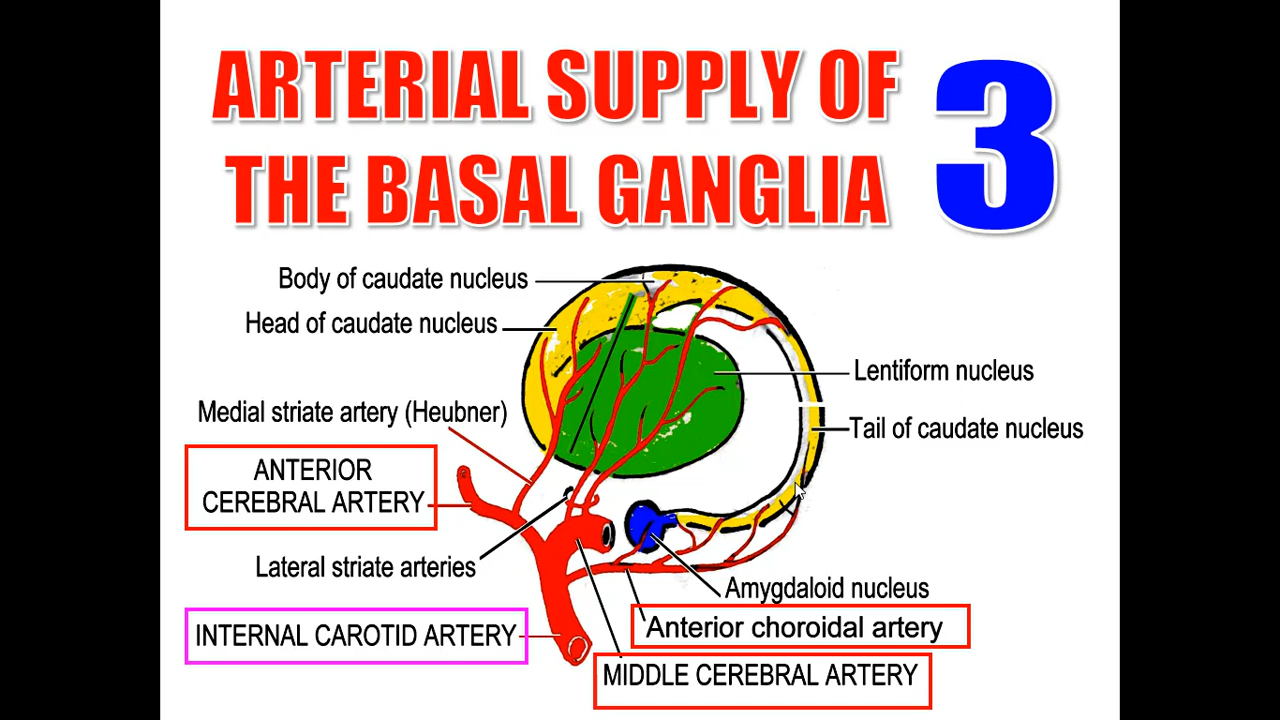 ARTERIAL SUPPLY OF
THE BASAL GANGLIA
3
Body of caudate nucleus
Head of caudate nucleus
Lentiform nucleus
Medial striate artery (Heubner)
Tail of caudate nucleus
ANTERIOR
CEREBRAL ARTERY
Lateral striate arteries
Amygdaloid nucleus
Anterior choroidal artery
INTERNAL CAROTID ARTERY
MIDDLE CEREBRAL ARTERY